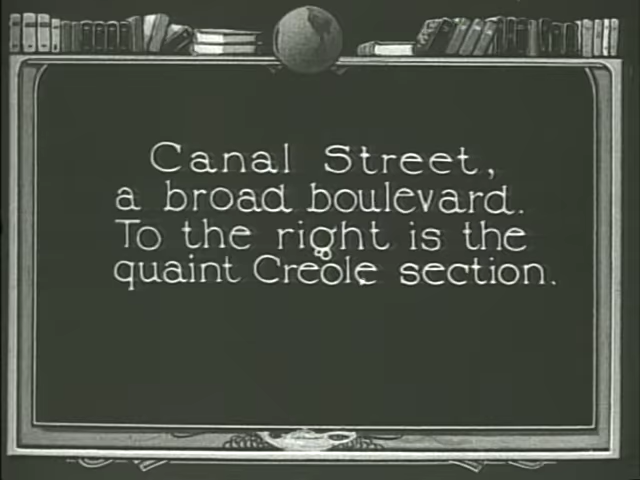 Canal Street,
a broad boulevard.
To the right is the
quaint Creole section.